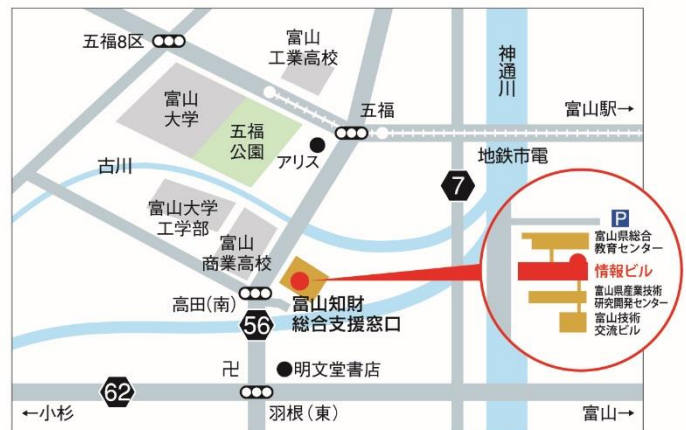 五福8区
富山
工業高校
富山
大学
五福
公園
アリス
五福
神通川
富山駅→
地鉄市電
古川
7
富山大学
工学部
富山
商業高校
P
富山県総合
教育センター
情報ビル
富山県産業技術
研究開発センター
富山技術
交流ビル
高田(南)
富山知財
総合支援窓口
56
卍
●明文堂書店
62
←小杉
羽根(東)
富山→